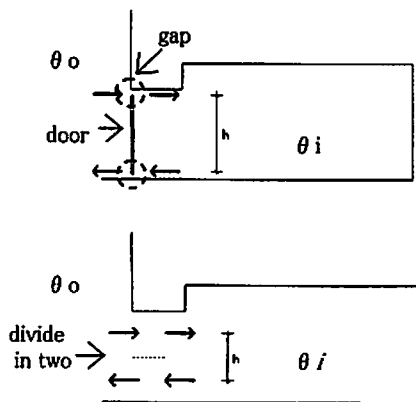 gap
θ o
door
h
θ i
θ o
divide
in two
h
θ i